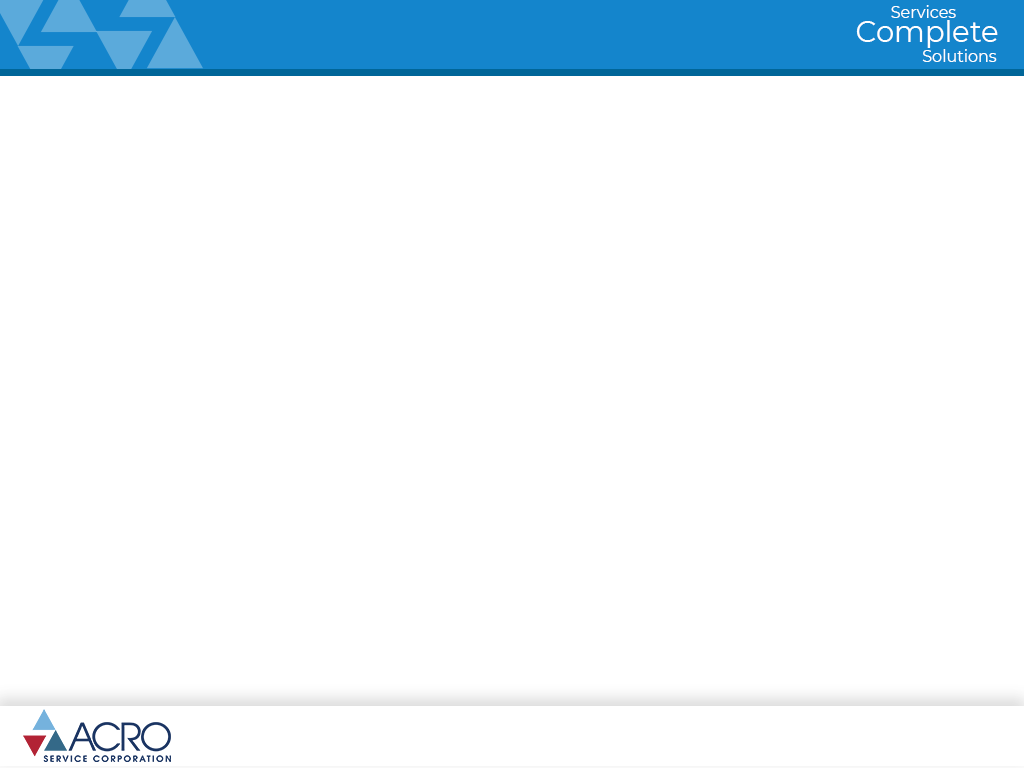 Services
Complete
Solutions
ACRO
SERVICE CORPORATION